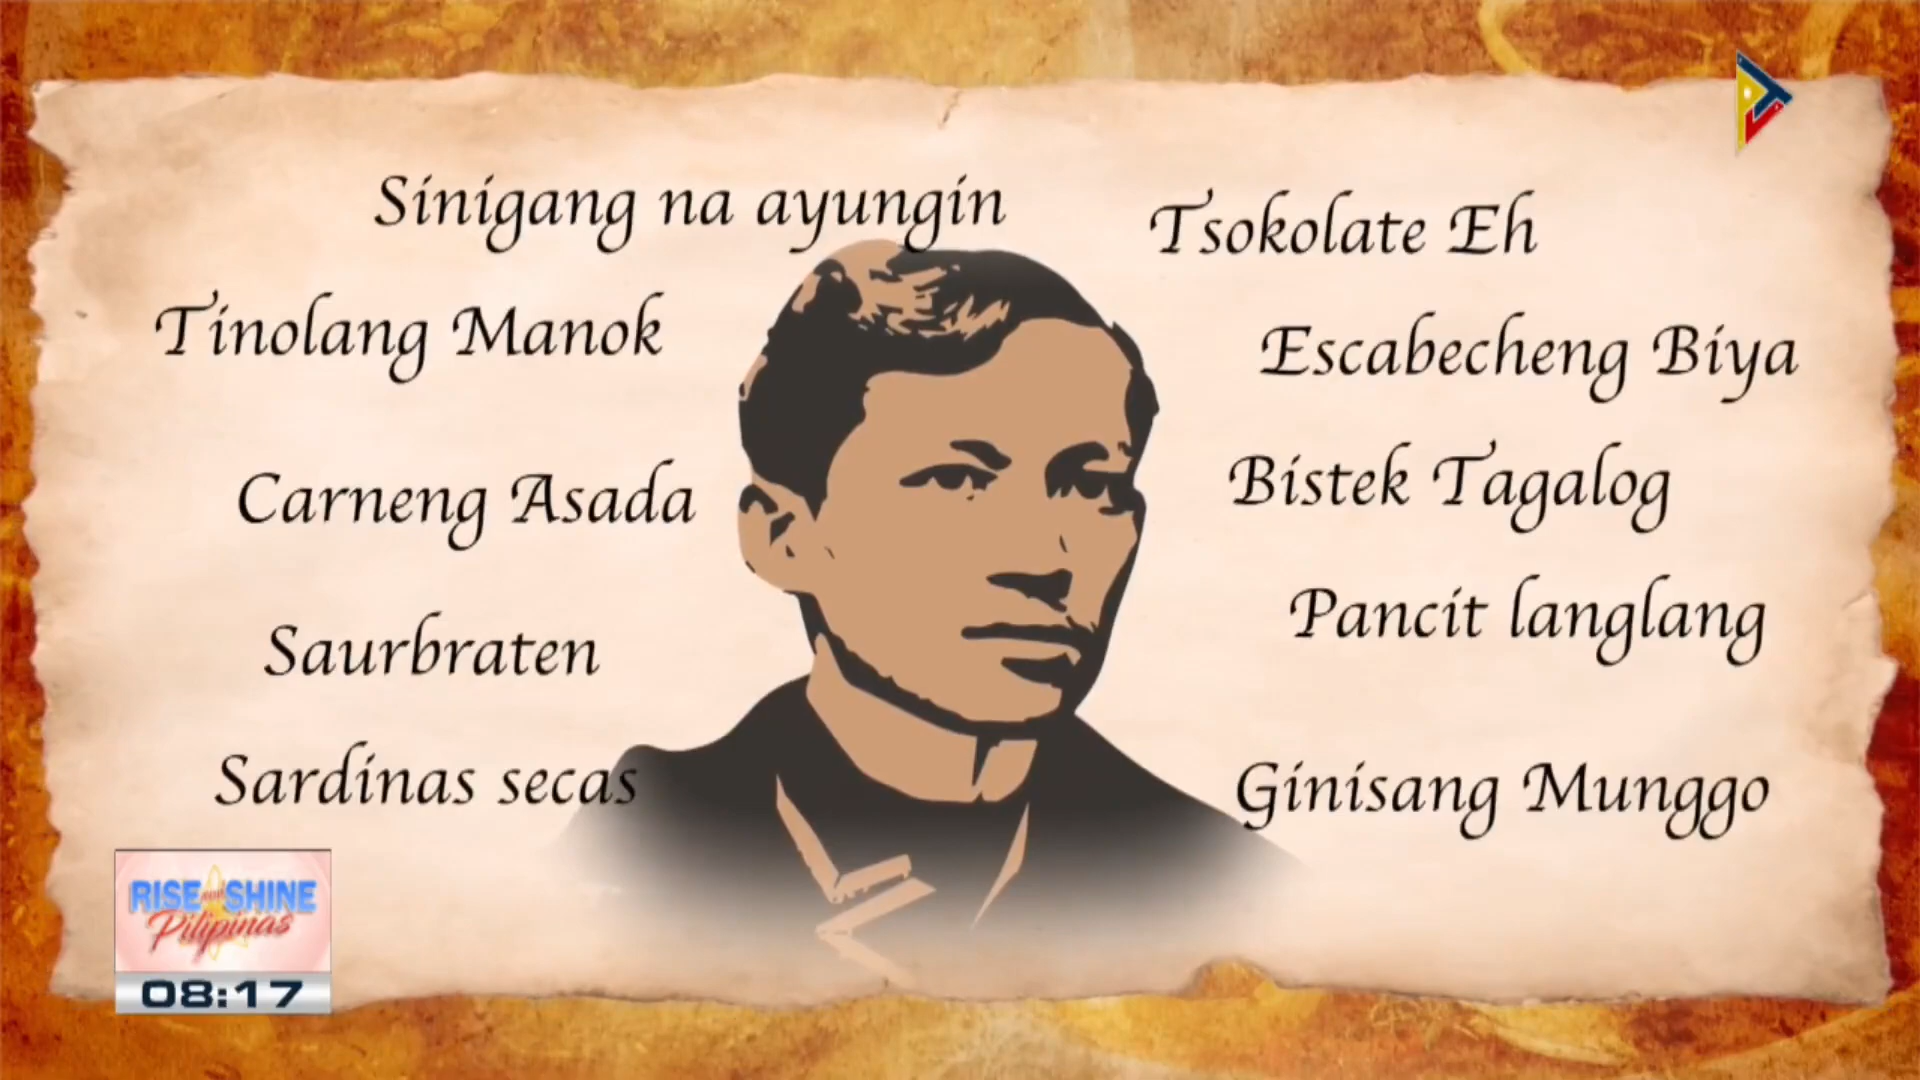 Sinigang na ayungin
Tinolang Manok
Carneng Asada
Saurbraten
Sardinas secas
Tsokolate Eh
Escabecheng Biya
Bistek Tagalog
Pancit langlang
Ginisang Munggo
RISE and SHINE
Pilipinas
08:17